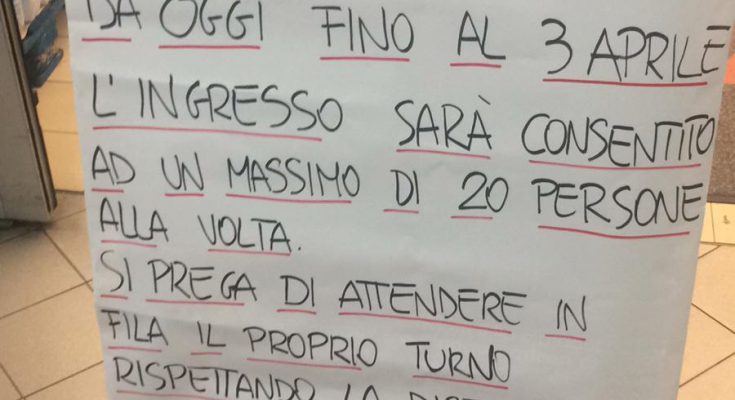 DA OGGI FINO AL 3 APRILE
L'INGRESSO SARÀ CONSENTITO
AD UN MASSIMO DI 20 PERSONE
ALLA VOLTA.
SI PREGA DI ATTENDERE IN
FILA IL PROPRIO TURNO
RISPETTANDO LA